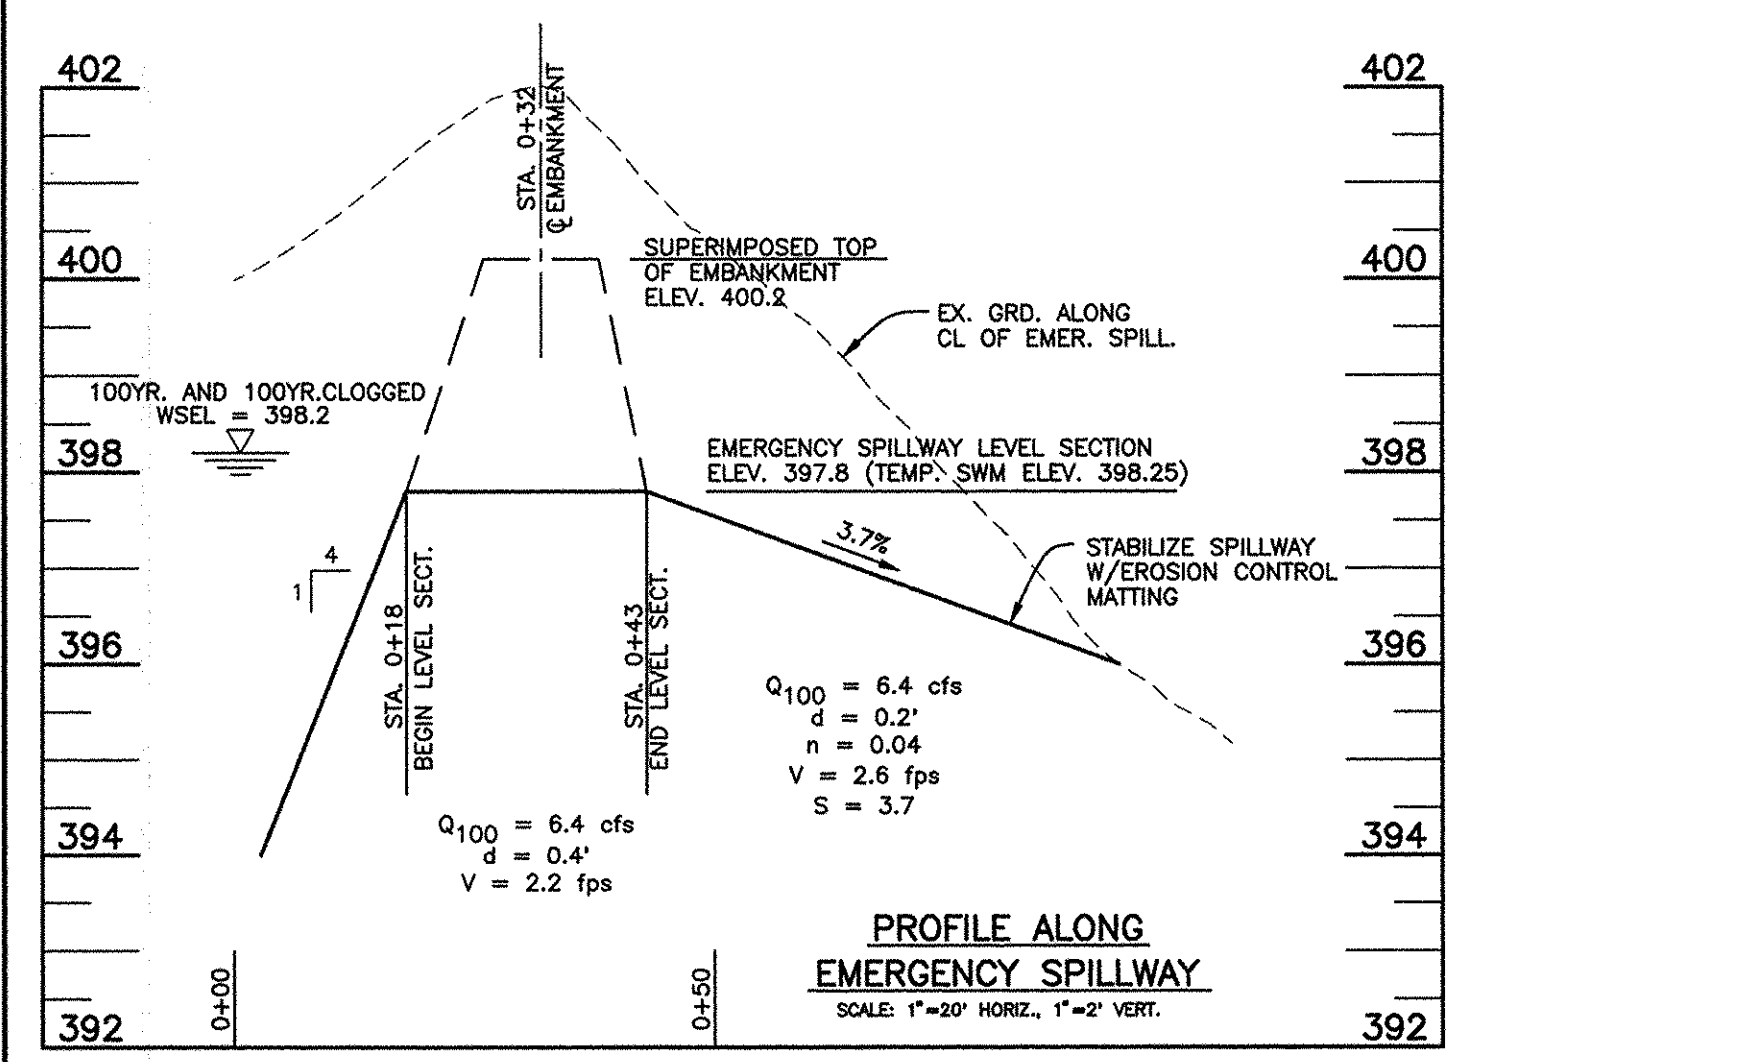 402
402
STA. 0+32
℄ EMBANKMENT
SUPERIMPOSED TOP
OF EMBANKMENT
ELEV. 400.2
400
400
EX. GRD. ALONG
CL OF EMER. SPILL.
100YR. AND 100YR.CLOGGED
WSEL = 398.2
398
398
EMERGENCY SPILLWAY LEVEL SECTION
ELEV. 397.8 (TEMP. SWM ELEV. 398.25)
3.7%
4
1
STABILIZE SPILLWAY
W/EROSION CONTROL
MATTING
STA. 0+18
BEGIN LEVEL SECT.
STA. 0+43
END LEVEL SECT.
396
396
Q100 = 6.4 cfs
d = 0.2'
n = 0.04
V = 2.6 fps
S = 3.7
Q100 = 6.4 cfs
d = 0.4'
V = 2.2 fps
394
394
PROFILE ALONG
EMERGENCY SPILLWAY
SCALE: 1"=20' HORIZ., 1"=2' VERT.
0+00
0+50
392
392